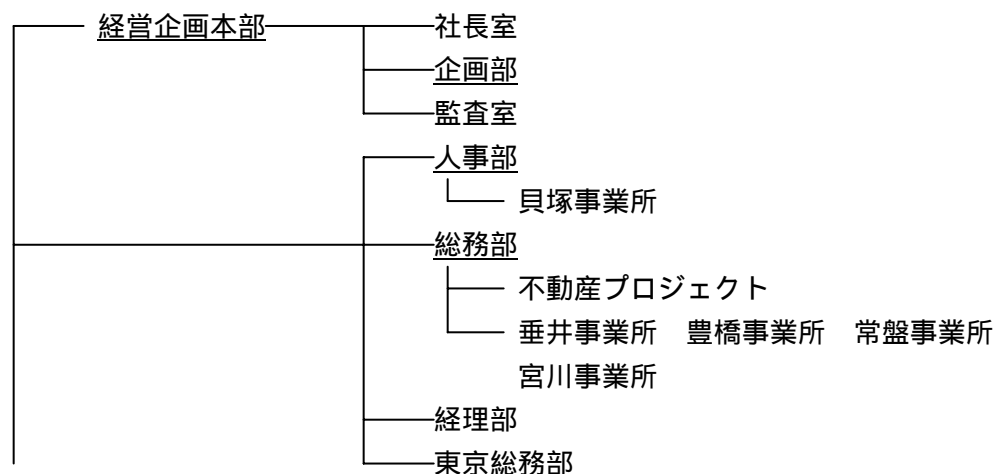 経営企画本部 社長室
企画部
監査室
人事部
貝塚事業所
総務部
不動産プロジェクト
垂井事業所 豊橋事業所 常盤事業所
宮川事業所
経理部
東京総務部